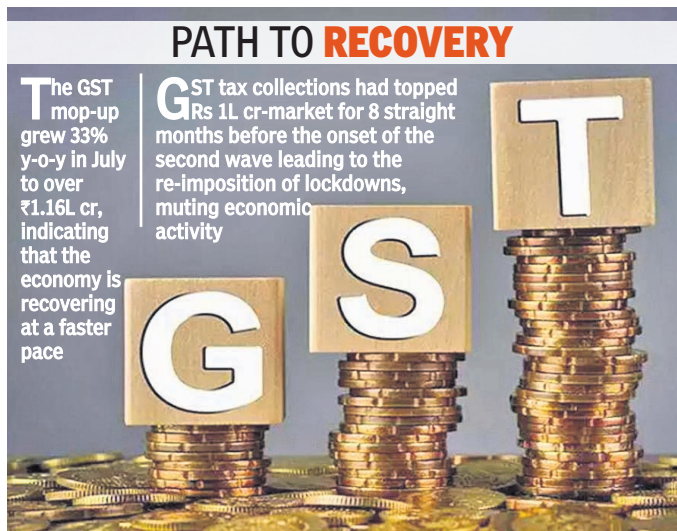 PATH TO RECOVERY
The GST
mop-up
grew 33%
y-o-y in July
to over
₹1.16L cr,
indicating
that the
economy is
recovering
at a faster
pace
GST tax collections had topped
Rs 1L cr-market for 8 straight
months before the onset of the
second wave leading to the
re-imposition of lockdowns,
muting economic
activity
G
S
T